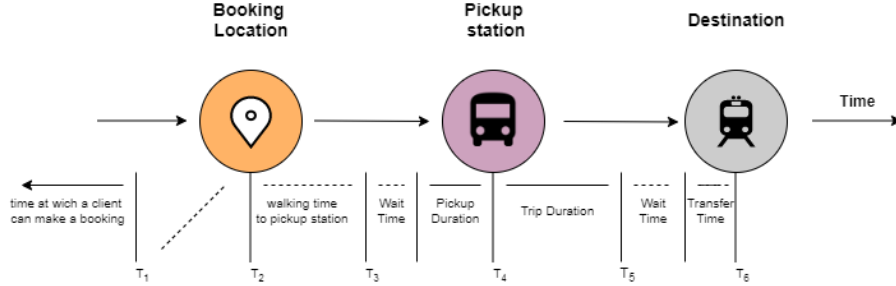 Booking
Location
Pickup
station
Destination
Time
time at wich a client
can make a booking
walking time
to pickup station
Wait
Time
Pickup
Duration
Trip Duration
Wait
Time
Transfer
Time
T1
T2
T3
T4
T5
T6